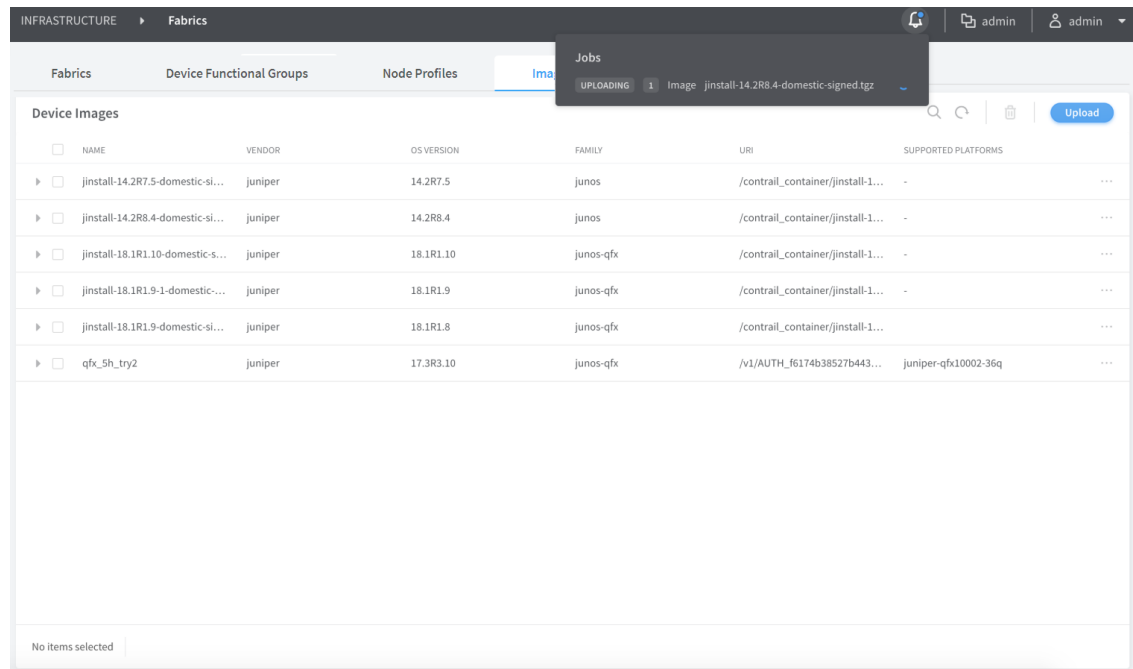 INFRASTRUCTURE ▸ Fabrics admin admin
Jobs
UPLOADING 1 Image jinstall-14.2R8.4-domestic-signed.tgz
Fabrics Device Functional Groups Node Profiles
Device Images Upload
NAME VENDOR OS VERSION FAMILY URI SUPPORTED PLATFORMS
jinstall-14.2R7.5-domestic-si... juniper 14.2R7.5 junos /contrail_container/jinstall-1... -
jinstall-14.2R8.4-domestic-si... juniper 14.2R8.4 junos /contrail_container/jinstall-1... -
jinstall-18.1R1.10-domestic-s... juniper 18.1R1.10 junos-qfx /contrail_container/jinstall-1... -
jinstall-18.1R1.9-1-domestic-... juniper 18.1R1.9 junos-qfx /contrail_container/jinstall-1... -
jinstall-18.1R1.9-domestic-si... juniper 18.1R1.8 junos-qfx /contrail_container/jinstall-1...
qfx_5h_try2 juniper 17.3R3.10 junos-qfx /v1/AUTH_f6174b38527b443... juniper-qfx10002-36q
No items selected